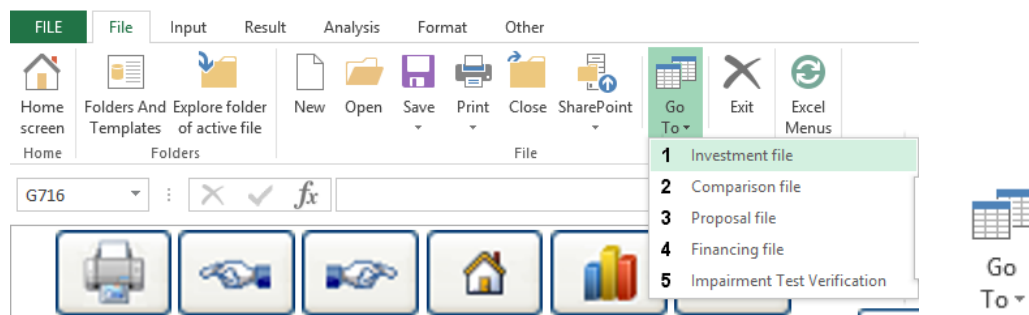 FILE File Input Result Analysis Format Other
Home screen
Folders And Templates
Explore folder of active file
New
Open
Save
Print
Close
SharePoint
Go To
Exit
Excel Menus
Home Folders File
1 Investment file
G716 fx
2 Comparison file
3 Proposal file
4 Financing file
5 Impairment Test Verification
Go
To